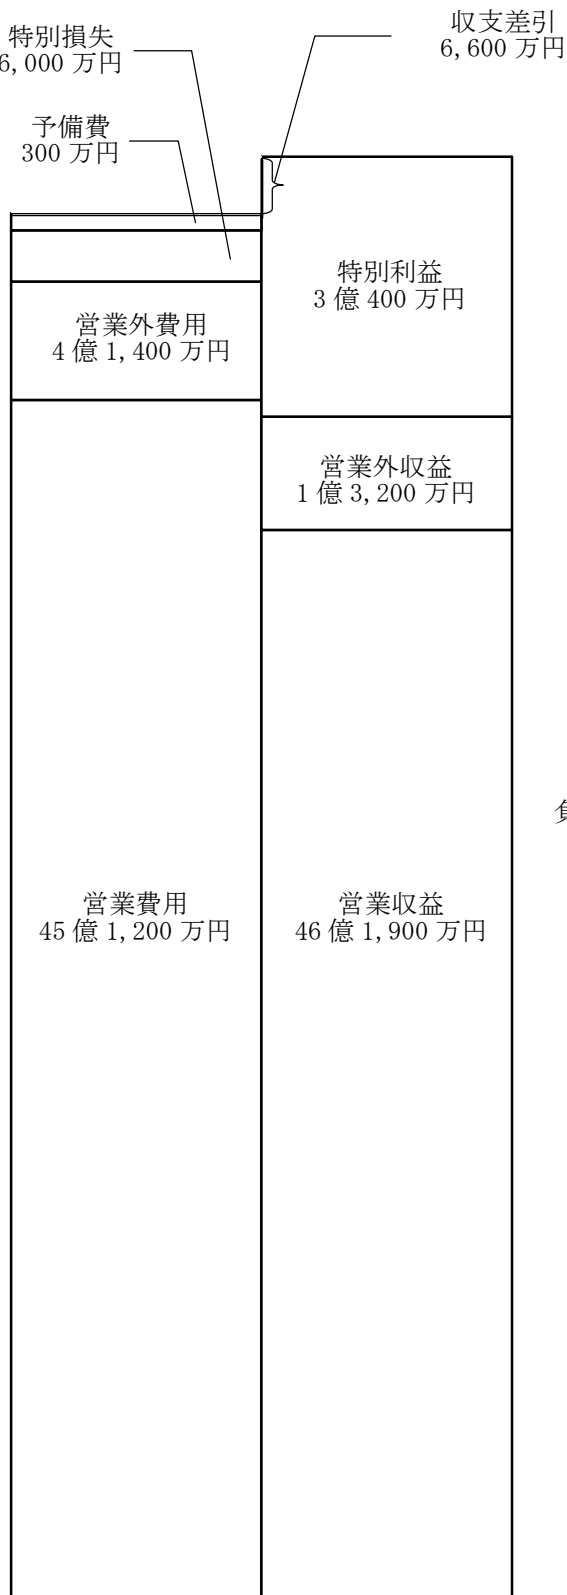 特別損失
6,000 万円
収支差引
6,600 万円
予備費
300 万円
特別利益
3 億 400 万円
営業外費用
4 億 1,400 万円
営業外収益
1 億 3,200 万円
営業費用
45 億 1,200 万円
営業収益
46 億 1,900 万円